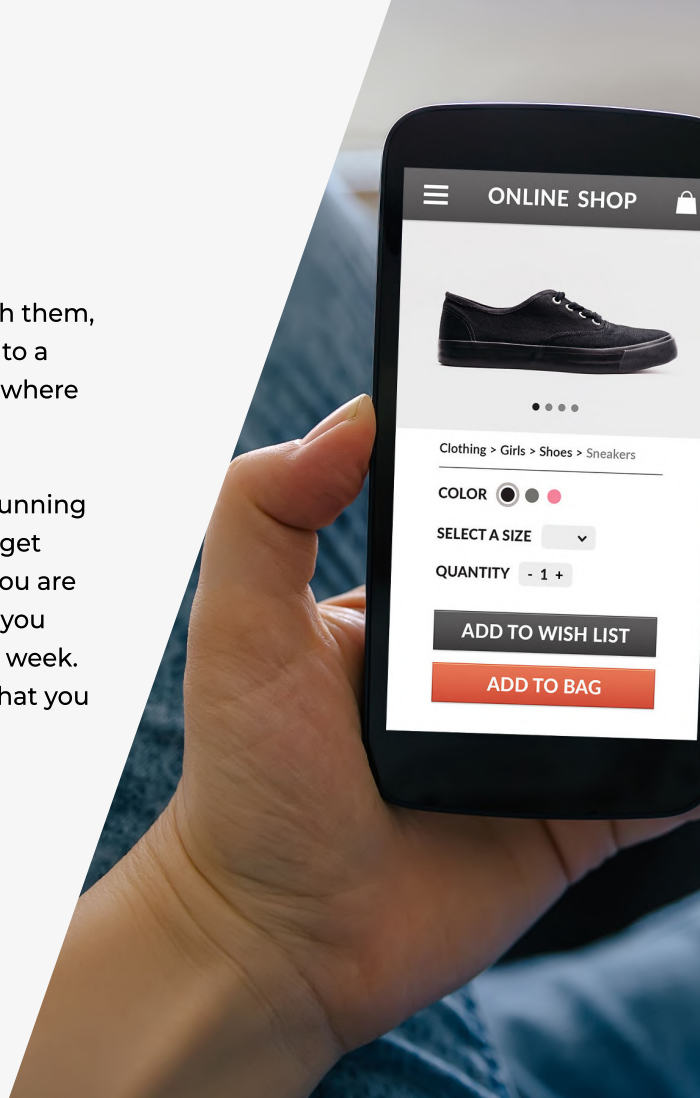 h them,
to a
where
unning
get
ou are
you
week.
hat you
ONLINE SHOP
Clothing > Girls > Shoes > Sneakers
COLOR
SELECT A SIZE
QUANTITY - 1 +
ADD TO WISH LIST
ADD TO BAG